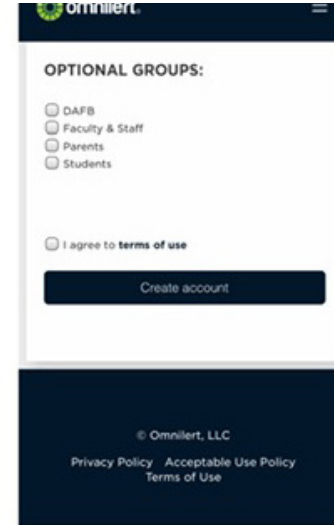 omnilert.
OPTIONAL GROUPS:
DAFB
Faculty & Staff
Parents
Students
I agree to terms of use
Create account
© Omnilert, LLC
Privacy Policy Acceptable Use Policy
Terms of Use